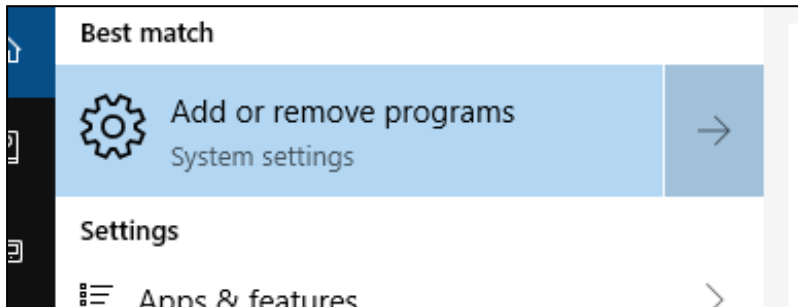 Best match
Add or remove programs
System settings
Settings
Apps & features